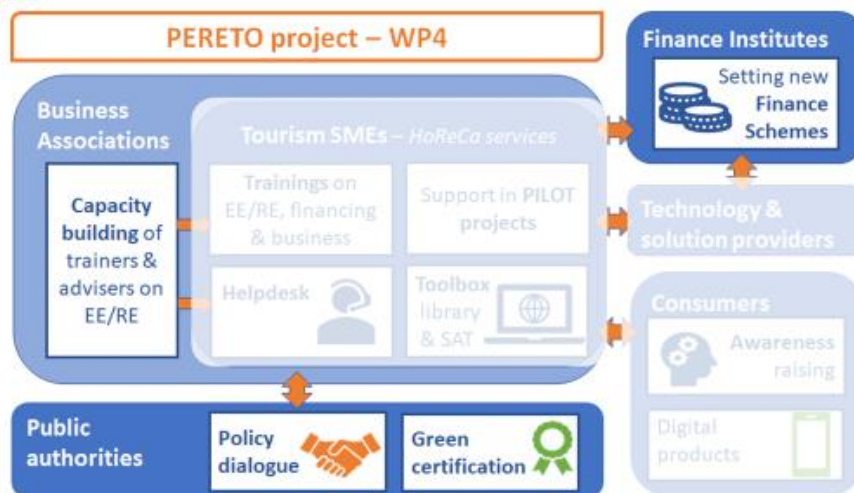 PERETO project – WP4
Finance Institutes
Setting new
Finance
Schemes
Business
Associations
Tourism SMEs – HoReCa services
Capacity
building of
trainers &
advisers on
EE/RE
Trainings on
EE/RE, financing
& business
Support in PILOT
projects
Helpdesk
Toolbox
library
& SAT
Technology &
solution providers
Consumers
Awareness
raising
Digital
products
Public
authorities
Policy
dialogue
Green
certification